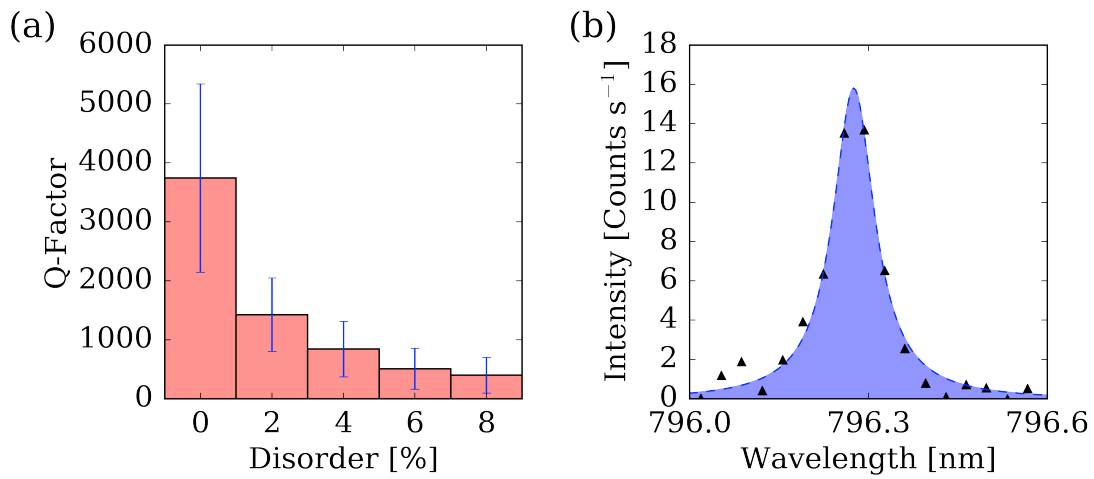 (a)
6000
5000
4000
3000
2000
1000
0
Q-Factor
0 2 4 6 8
Disorder [%]
(b)
18
16
14
12
10
8
6
4
2
0
Intensity [Counts s⁻¹]
796.0 796.3 796.6
Wavelength [nm]